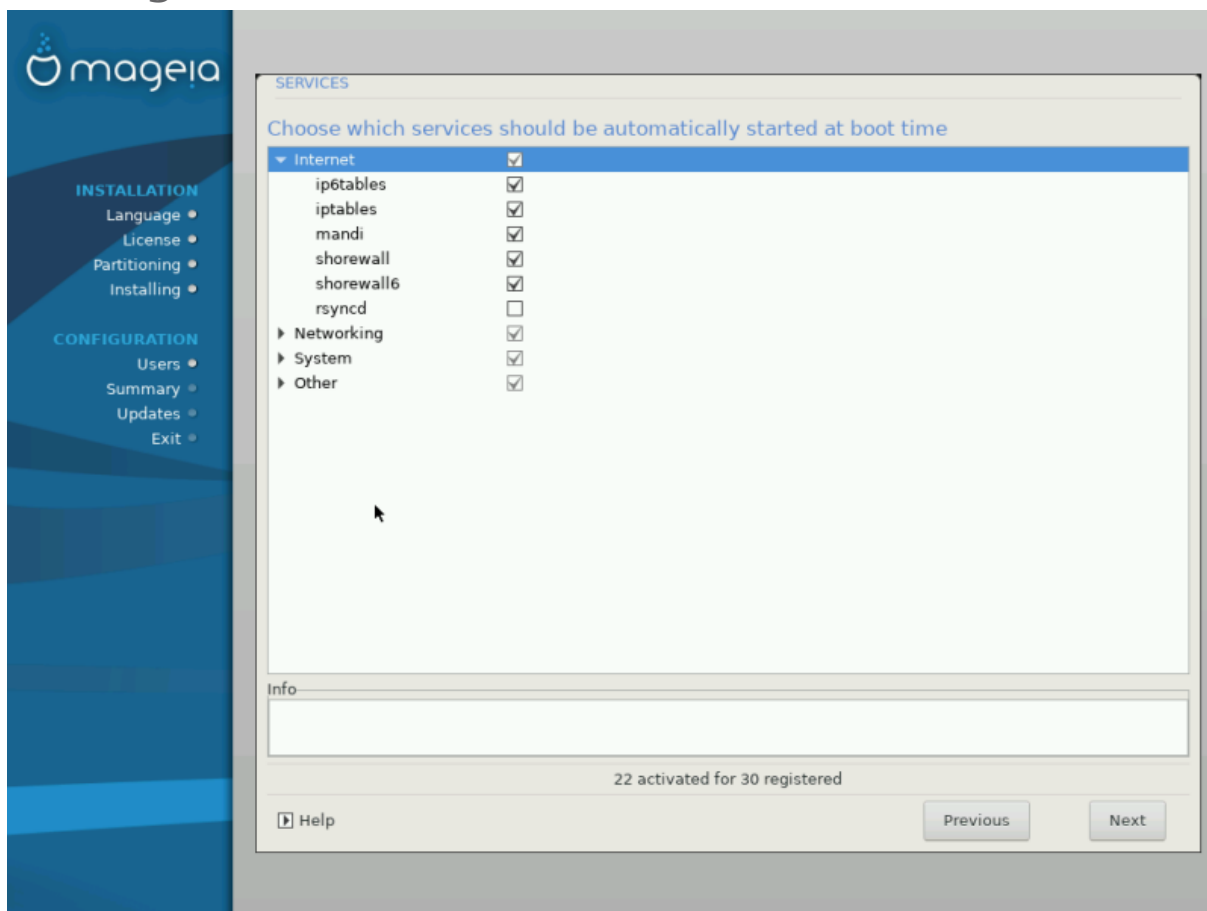 mageia
INSTALLATION
Language
License
Partitioning
Installing
CONFIGURATION
Users
Summary
Updates
Exit
SERVICES
Choose which services should be automatically started at boot time
Internet
ip6tables
iptables
mandi
shorewall
shorewall6
rsyncd
Networking
System
Other
Info
22 activated for 30 registered
Help
Previous
Next